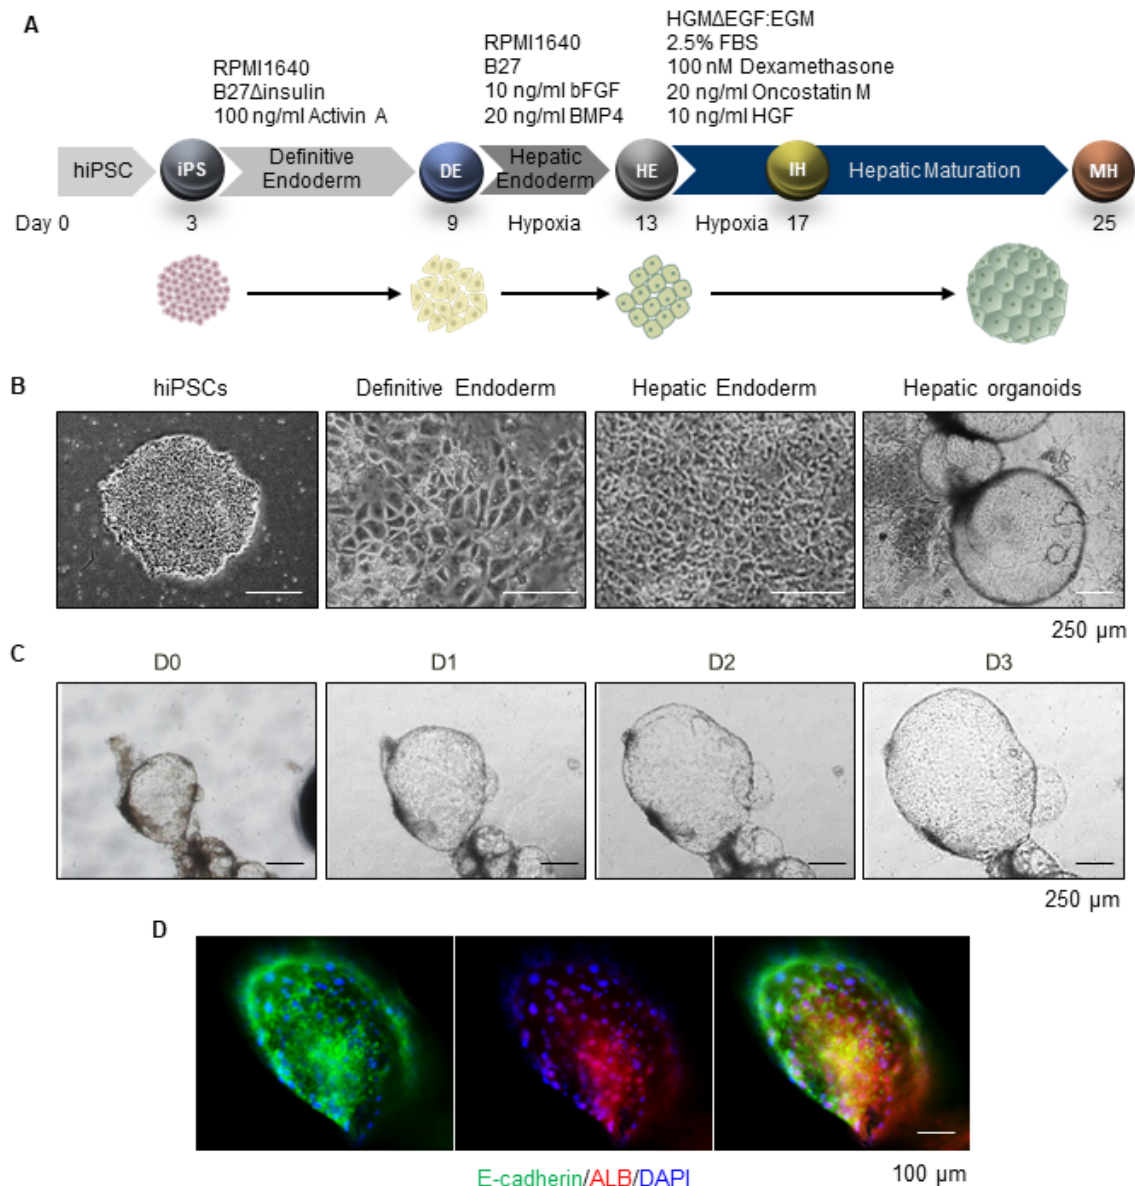 A
RPMI1640
B27Δinsulin
100 ng/ml Activin A
RPMI1640
B27
10 ng/ml bFGF
20 ng/ml BMP4
HGMΔEGF:EGM
2.5% FBS
100 nM Dexamethasone
20 ng/ml Oncostatin M
10 ng/ml HGF
hiPSC
iPS
Definitive
Endoderm
DE
Hepatic
Endoderm
HE
IH
Hepatic Maturation
MH
Day 0
3
9
Hypoxia
13
Hypoxia
17
25
B
hiPSCs
Definitive Endoderm
Hepatic Endoderm
Hepatic organoids
250 µm
C
D0
D1
D2
D3
250 µm
D
E-cadherin/ALB/DAPI
100 µm